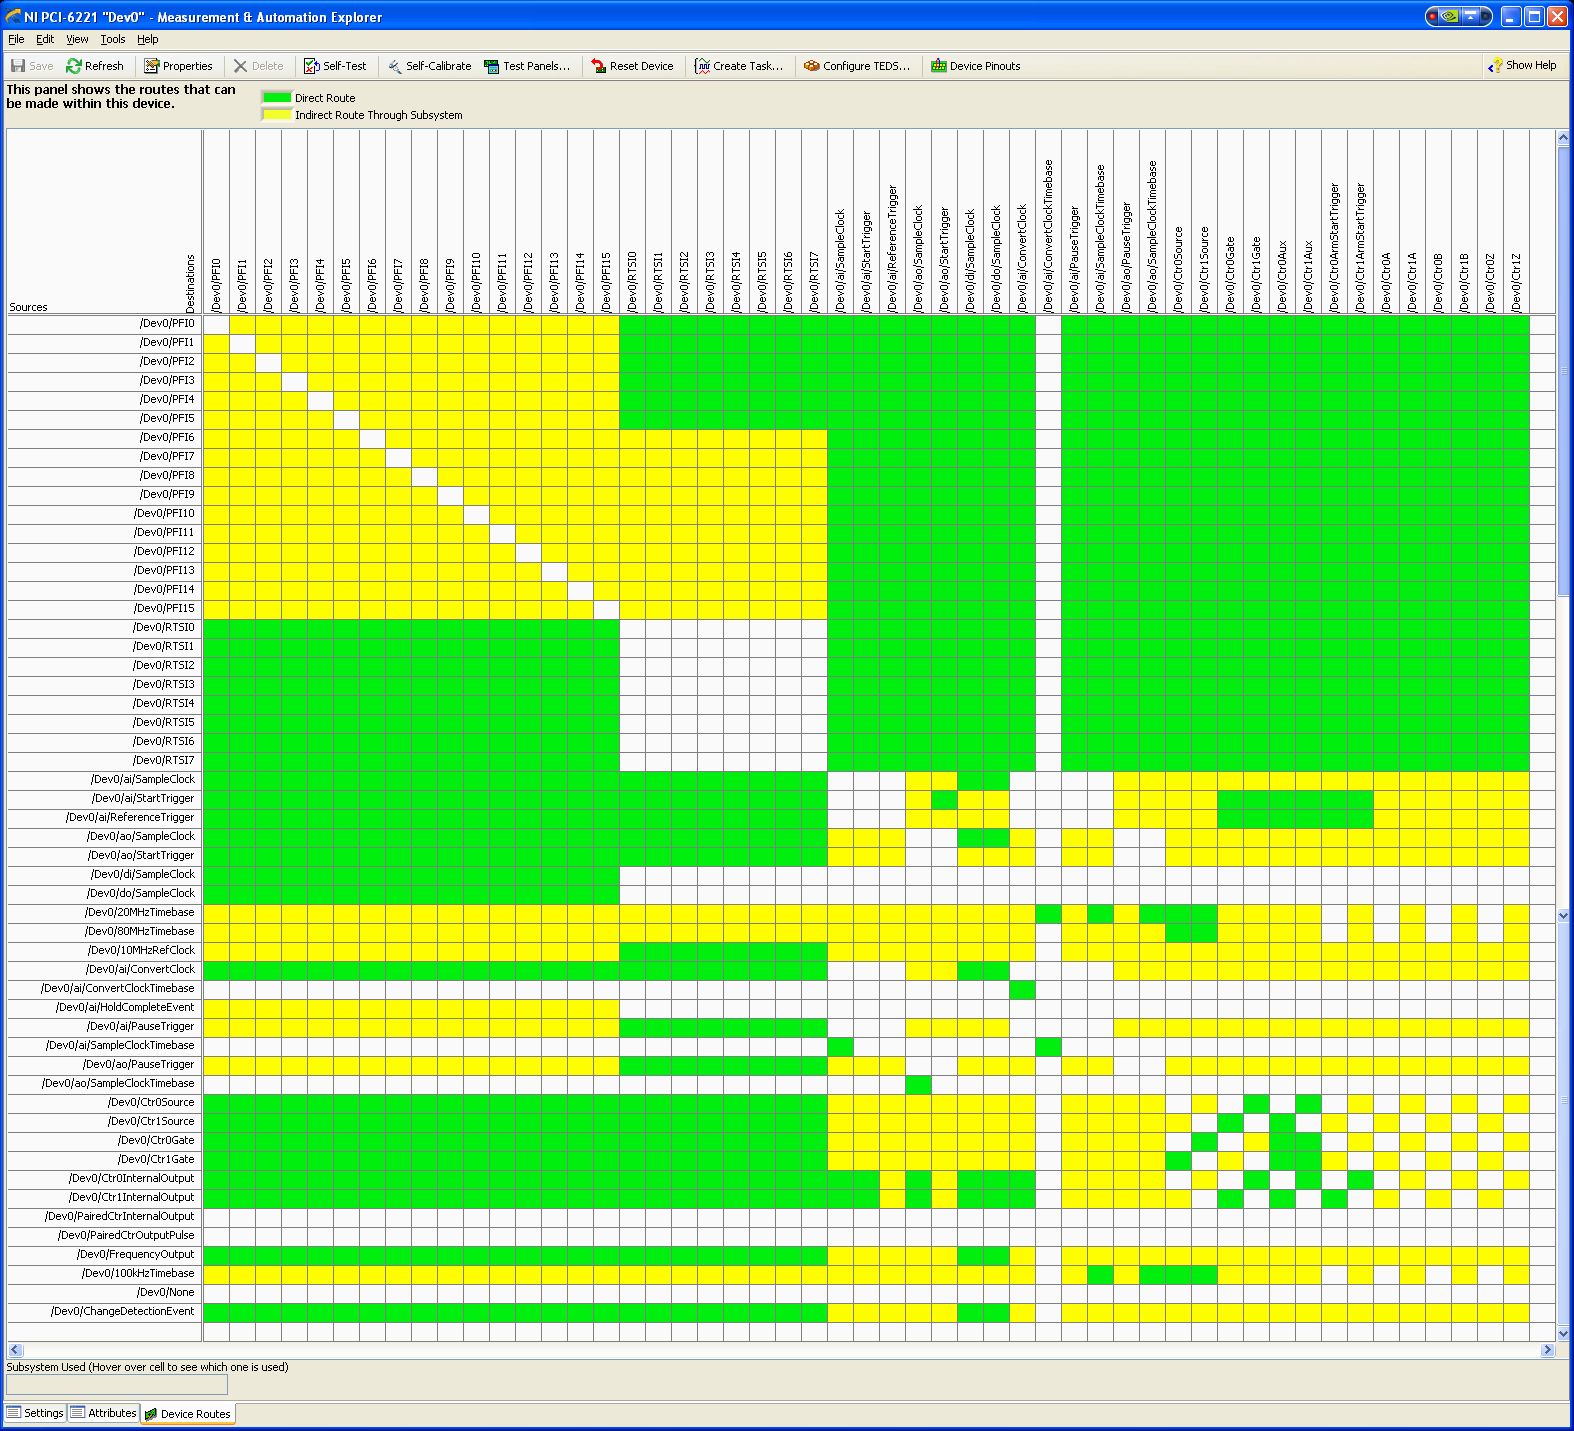 NI PCI-6221 "Dev0" - Measurement & Automation Explorer
File Edit View Tools Help
Save Refresh Properties Delete Self-Test Self-Calibrate Test Panels... Reset Device Create Task... Configure TEDS... Device Pinouts Show Help
This panel shows the routes that can
be made within this device.
Direct Route
Indirect Route Through Subsystem
Sources
Destinations
/Dev0/PFI0
/Dev0/PFI1
/Dev0/PFI2
/Dev0/PFI3
/Dev0/PFI4
/Dev0/PFI5
/Dev0/PFI6
/Dev0/PFI7
/Dev0/PFI8
/Dev0/PFI9
/Dev0/PFI10
/Dev0/PFI11
/Dev0/PFI12
/Dev0/PFI13
/Dev0/PFI14
/Dev0/PFI15
/Dev0/RTSI0
/Dev0/RTSI1
/Dev0/RTSI2
/Dev0/RTSI3
/Dev0/RTSI4
/Dev0/RTSI5
/Dev0/RTSI6
/Dev0/RTSI7
/Dev0/ai/SampleClock
/Dev0/ai/StartTrigger
/Dev0/ai/ReferenceTrigger
/Dev0/ao/SampleClock
/Dev0/ao/StartTrigger
/Dev0/di/SampleClock
/Dev0/do/SampleClock
/Dev0/ai/ConvertClock
/Dev0/ai/ConvertClockTimebase
/Dev0/ai/PauseTrigger
/Dev0/ai/SampleClockTimebase
/Dev0/ao/PauseTrigger
/Dev0/ao/SampleClockTimebase
/Dev0/Ctr0Source
/Dev0/Ctr1Source
/Dev0/Ctr0Gate
/Dev0/Ctr1Gate
/Dev0/Ctr0Aux
/Dev0/Ctr1Aux
/Dev0/Ctr0ArmStartTrigger
/Dev0/Ctr1ArmStartTrigger
/Dev0/Ctr0A
/Dev0/Ctr1A
/Dev0/Ctr0B
/Dev0/Ctr1B
/Dev0/Ctr0Z
/Dev0/Ctr1Z
/Dev0/PFI0
/Dev0/PFI1
/Dev0/PFI2
/Dev0/PFI3
/Dev0/PFI4
/Dev0/PFI5
/Dev0/PFI6
/Dev0/PFI7
/Dev0/PFI8
/Dev0/PFI9
/Dev0/PFI10
/Dev0/PFI11
/Dev0/PFI12
/Dev0/PFI13
/Dev0/PFI14
/Dev0/PFI15
/Dev0/RTSI0
/Dev0/RTSI1
/Dev0/RTSI2
/Dev0/RTSI3
/Dev0/RTSI4
/Dev0/RTSI5
/Dev0/RTSI6
/Dev0/RTSI7
/Dev0/ai/SampleClock
/Dev0/ai/StartTrigger
/Dev0/ai/ReferenceTrigger
/Dev0/ao/SampleClock
/Dev0/ao/StartTrigger
/Dev0/di/SampleClock
/Dev0/do/SampleClock
/Dev0/20MHzTimebase
/Dev0/80MHzTimebase
/Dev0/10MHzRefClock
/Dev0/ai/ConvertClock
/Dev0/ai/ConvertClockTimebase
/Dev0/ai/HoldCompleteEvent
/Dev0/ai/PauseTrigger
/Dev0/ai/SampleClockTimebase
/Dev0/ao/PauseTrigger
/Dev0/ao/SampleClockTimebase
/Dev0/Ctr0Source
/Dev0/Ctr1Source
/Dev0/Ctr0Gate
/Dev0/Ctr1Gate
/Dev0/Ctr0InternalOutput
/Dev0/Ctr1InternalOutput
/Dev0/PairedCtrInternalOutput
/Dev0/PairedCtrOutputPulse
/Dev0/FrequencyOutput
/Dev0/100kHzTimebase
/Dev0/None
/Dev0/ChangeDetectionEvent
Subsystem Used (Hover over cell to see which one is used)
Settings Attributes Device Routes